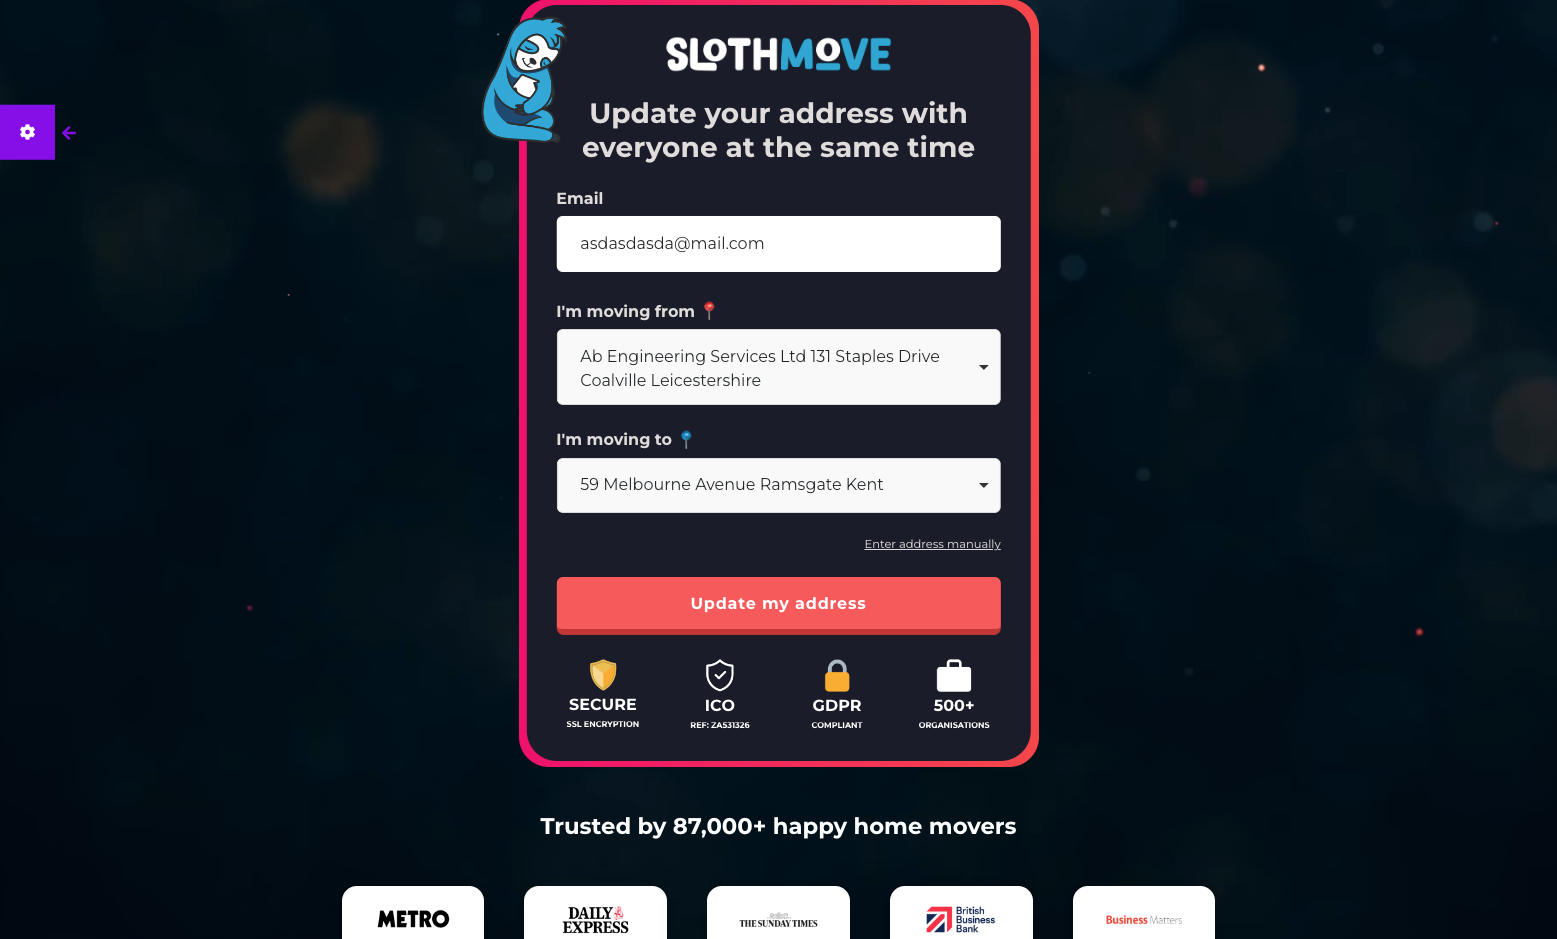 SLOTHMOVE
Update your address with
everyone at the same time
Email
asdasdasda@mail.com
I'm moving from
Ab Engineering Services Ltd 131 Staples Drive
Coalville Leicestershire
I'm moving to
59 Melbourne Avenue Ramsgate Kent
Enter address manually
Update my address
SECURE
SSL ENCRYPTION
ICO
REF: ZA531326
GDPR
COMPLIANT
500+
ORGANISATIONS
Trusted by 87,000+ happy home movers
METRO
DAILY
EXPRESS
THE SUNDAY TIMES
British
Business
Bank
Business Matters